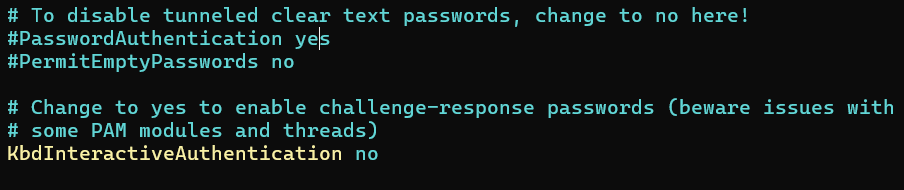 # To disable tunneled clear text passwords, change to no here!
#PasswordAuthentication yes
#PermitEmptyPasswords no
# Change to yes to enable challenge-response passwords (beware issues with
# some PAM modules and threads)
KbdInteractiveAuthentication no